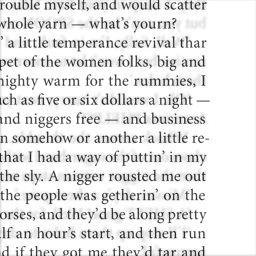 rouble myself, and would scatter
whole yarn — what's yourn?
' a little temperance revival thar
pet of the women folks, big and
nighty warm for the rummies, I
uch as five or six dollars a night —
and niggers free — and business
n somehow or another a little re-
that I had a way of puttin' in my
the sly. A nigger rousted me out
the people was getherin' on the
orses, and they'd be along pretty
lf an hour's start, and then run
d if they got me they'd tar and